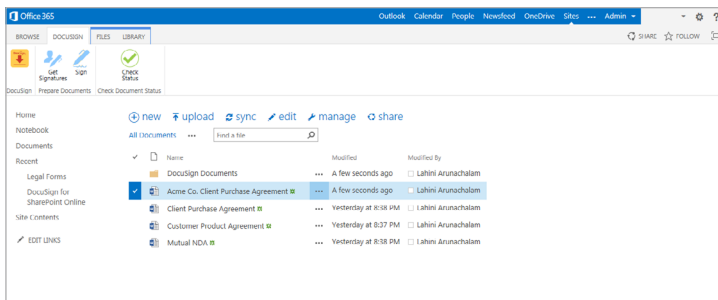 Office 365
Outlook Calendar People Newsfeed OneDrive Sites ... Admin
?
BROWSE DOCUSIGN FILES LIBRARY
SHARE FOLLOW
Get Signatures
Sign
Check Status
DocuSign Prepare Documents Check Document Status
Home
Notebook
Documents
Recent
Legal Forms
DocuSign for
SharePoint Online
Site Contents
EDIT LINKS
new upload sync edit manage share
All Documents ... Find a file
Name Modified Modified By
DocuSign Documents ... A few seconds ago Lahini Arunachalam
Acme Co. Client Purchase Agreement ... A few seconds ago Lahini Arunachalam
Client Purchase Agreement ... Yesterday at 8:38 PM Lahini Arunachalam
Customer Product Agreement ... Yesterday at 8:37 PM Lahini Arunachalam
Mutual NDA ... Yesterday at 8:38 PM Lahini Arunachalam